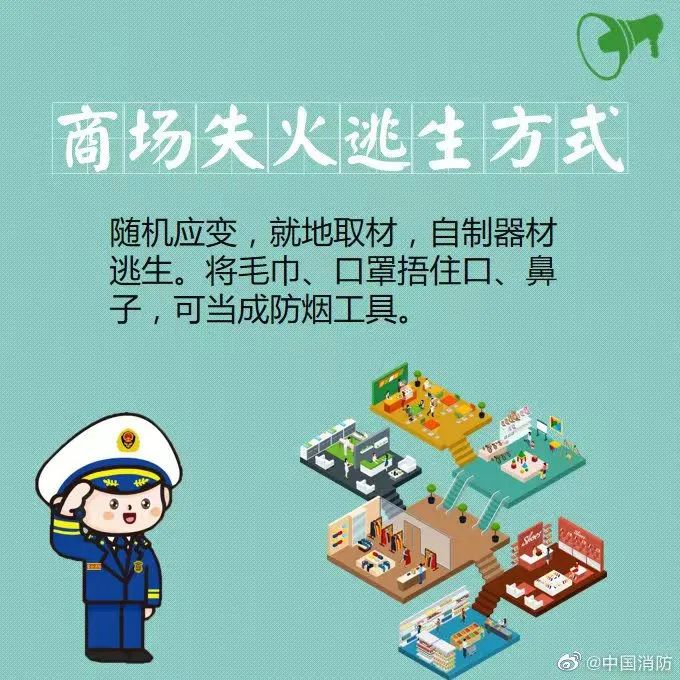 商场失火逃生方式
随机应变，就地取材，自制器材
逃生。将毛巾、口罩捂住口、鼻
子，可当成防烟工具。
@中国消防